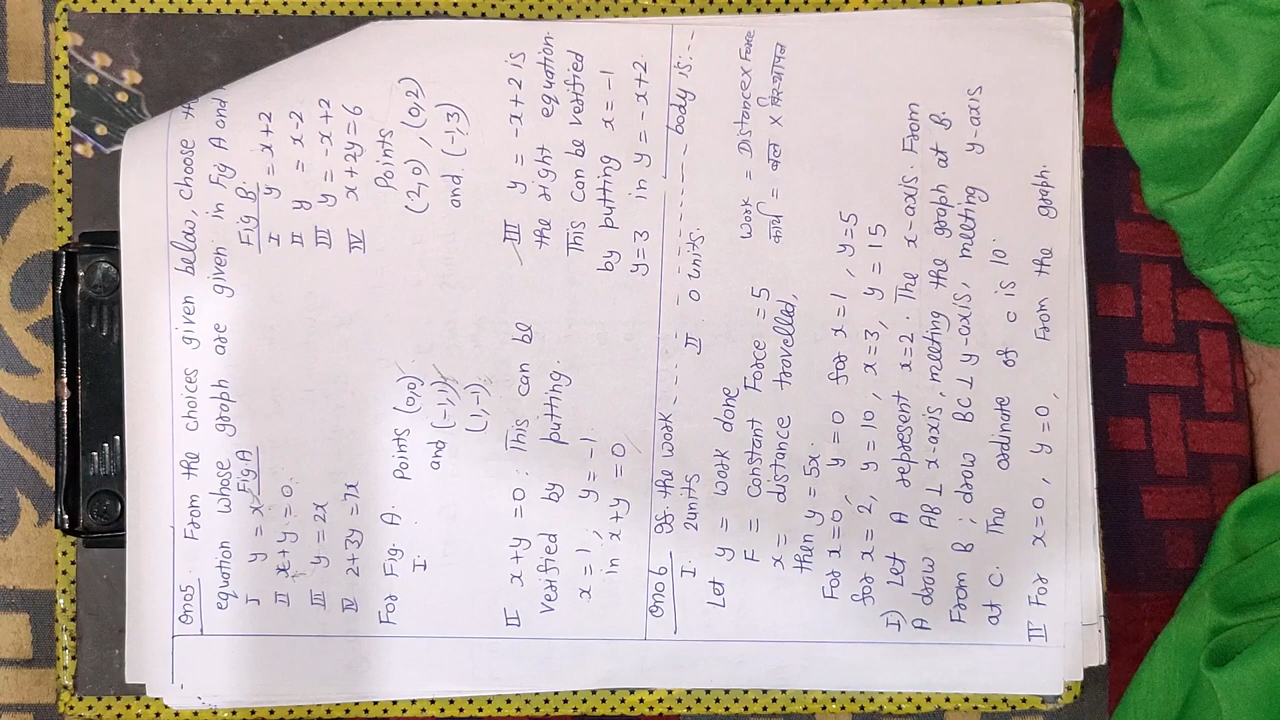 Qno5. From the choices given below, choose the
equation whose graph are given in Fig A and
Fig.A
I y = x
II x+y = 0.
III y = 2x
IV 2+3y = 7x
Fig B.
I y = x+2
II y = x-2
III y = -x+2
IV x+2y = 6
For Fig. A.
I. Points (0,0)
and (-1,1)
(1,-1)
Points
(2,0), (0,2)
and (-1,3)
II x+y = 0: This can be
verified by putting.
x = 1, y = -1
in x+y = 0
III y = -x+2 is
the right equation.
This can be verified
by putting x = -1
y = 3 in y = -x+2.
Qno6 the work ------- body is:--
I. 2units II 0 units.
Let y = work done
F = constant Force = 5
x = distance travelled,
then y = 5x.
work = Distance x Force
कार्य = बल x विस्थापन
For x = 0, y = 0 for x = 1, y = 5
for x = 2, y = 10, x = 3, y = 15
I) Let A represent x = 2. The x-axis. From
A draw AB ⊥ x-axis, meeting the graph at B.
From B; draw BC ⊥ y-axis, meeting y-axis
at C. The ordinate of c is 10.
II For x = 0, y = 0, From the graph.